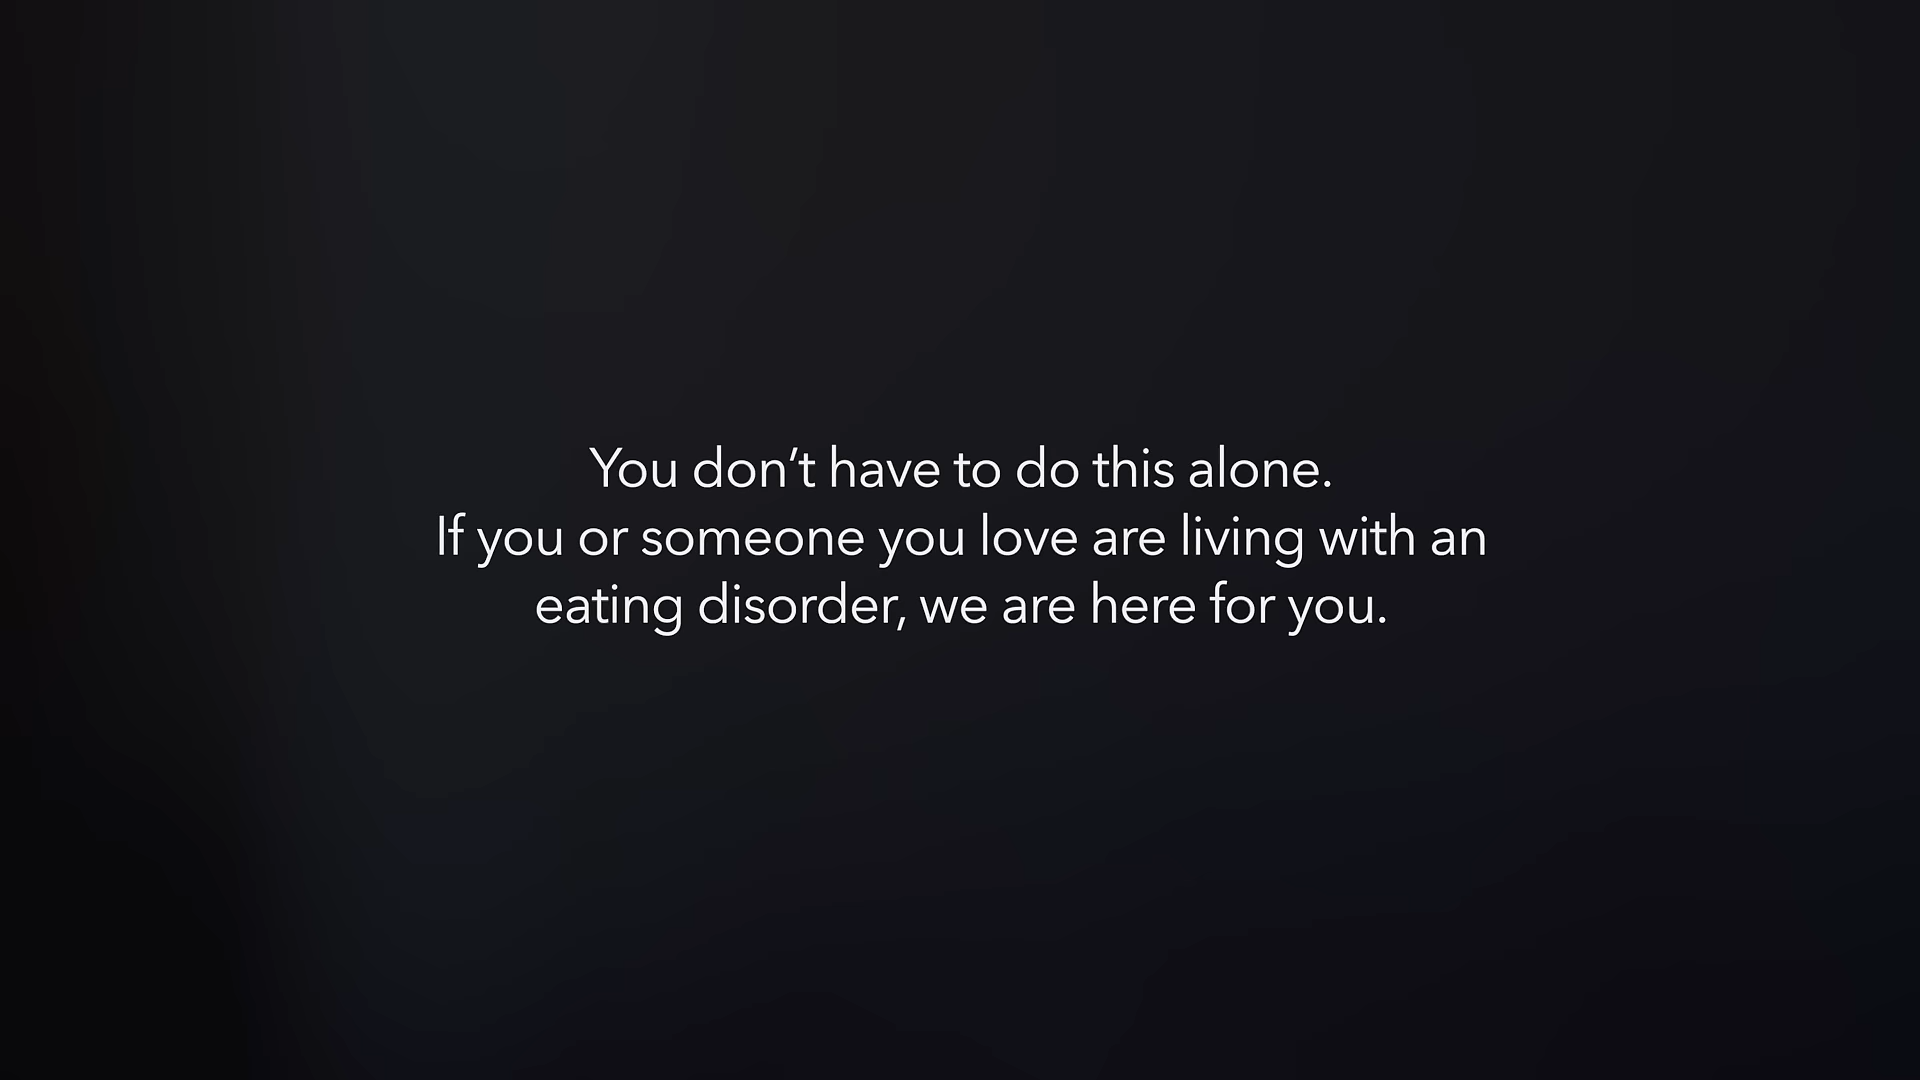 You don’t have to do this alone.
If you or someone you love are living with an
eating disorder, we are here for you.